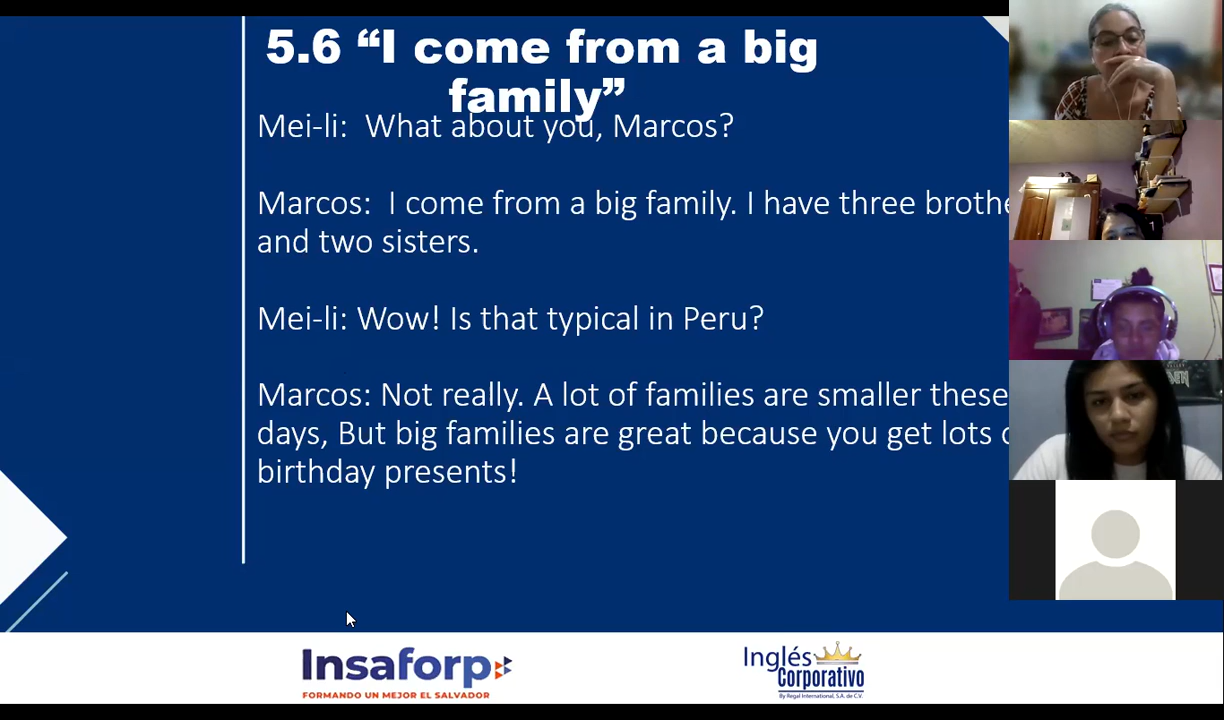 5.6 “I come from a big
family”
Mei-li:  What about you, Marcos?
Marcos:  I come from a big family. I have three
and two sisters.
Mei-li: Wow! Is that typical in Peru?
Marcos: Not really. A lot of families are smaller these
days, But big families are great because you get lots
birthday presents!
Insaforp
FORMANDO UN MEJOR EL SALVADOR
Inglés
Corporativo
By Regal International, S.A. de C.V.